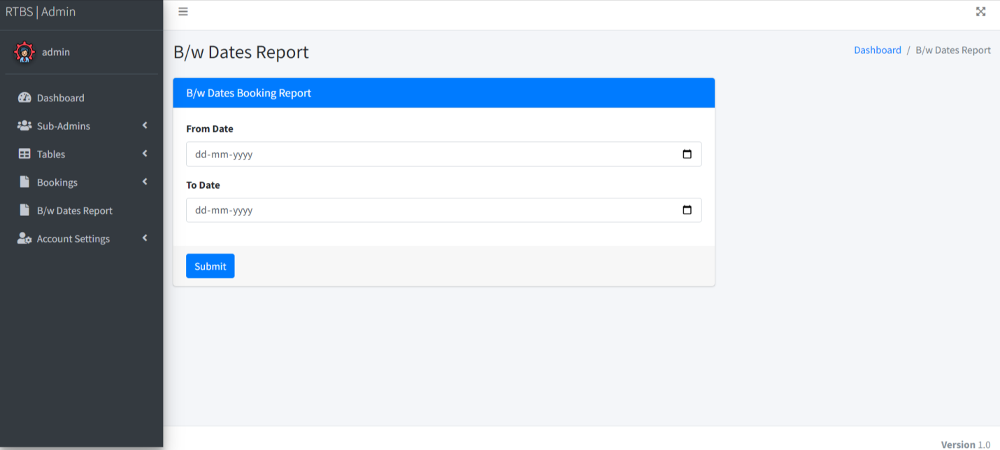 RTBS | Admin
admin
Dashboard
Sub-Admins
Tables
Bookings
B/w Dates Report
Account Settings
B/w Dates Report
Dashboard / B/w Dates Report
B/w Dates Booking Report
From Date
dd-mm-yyyy
To Date
dd-mm-yyyy
Submit
Version 1.0